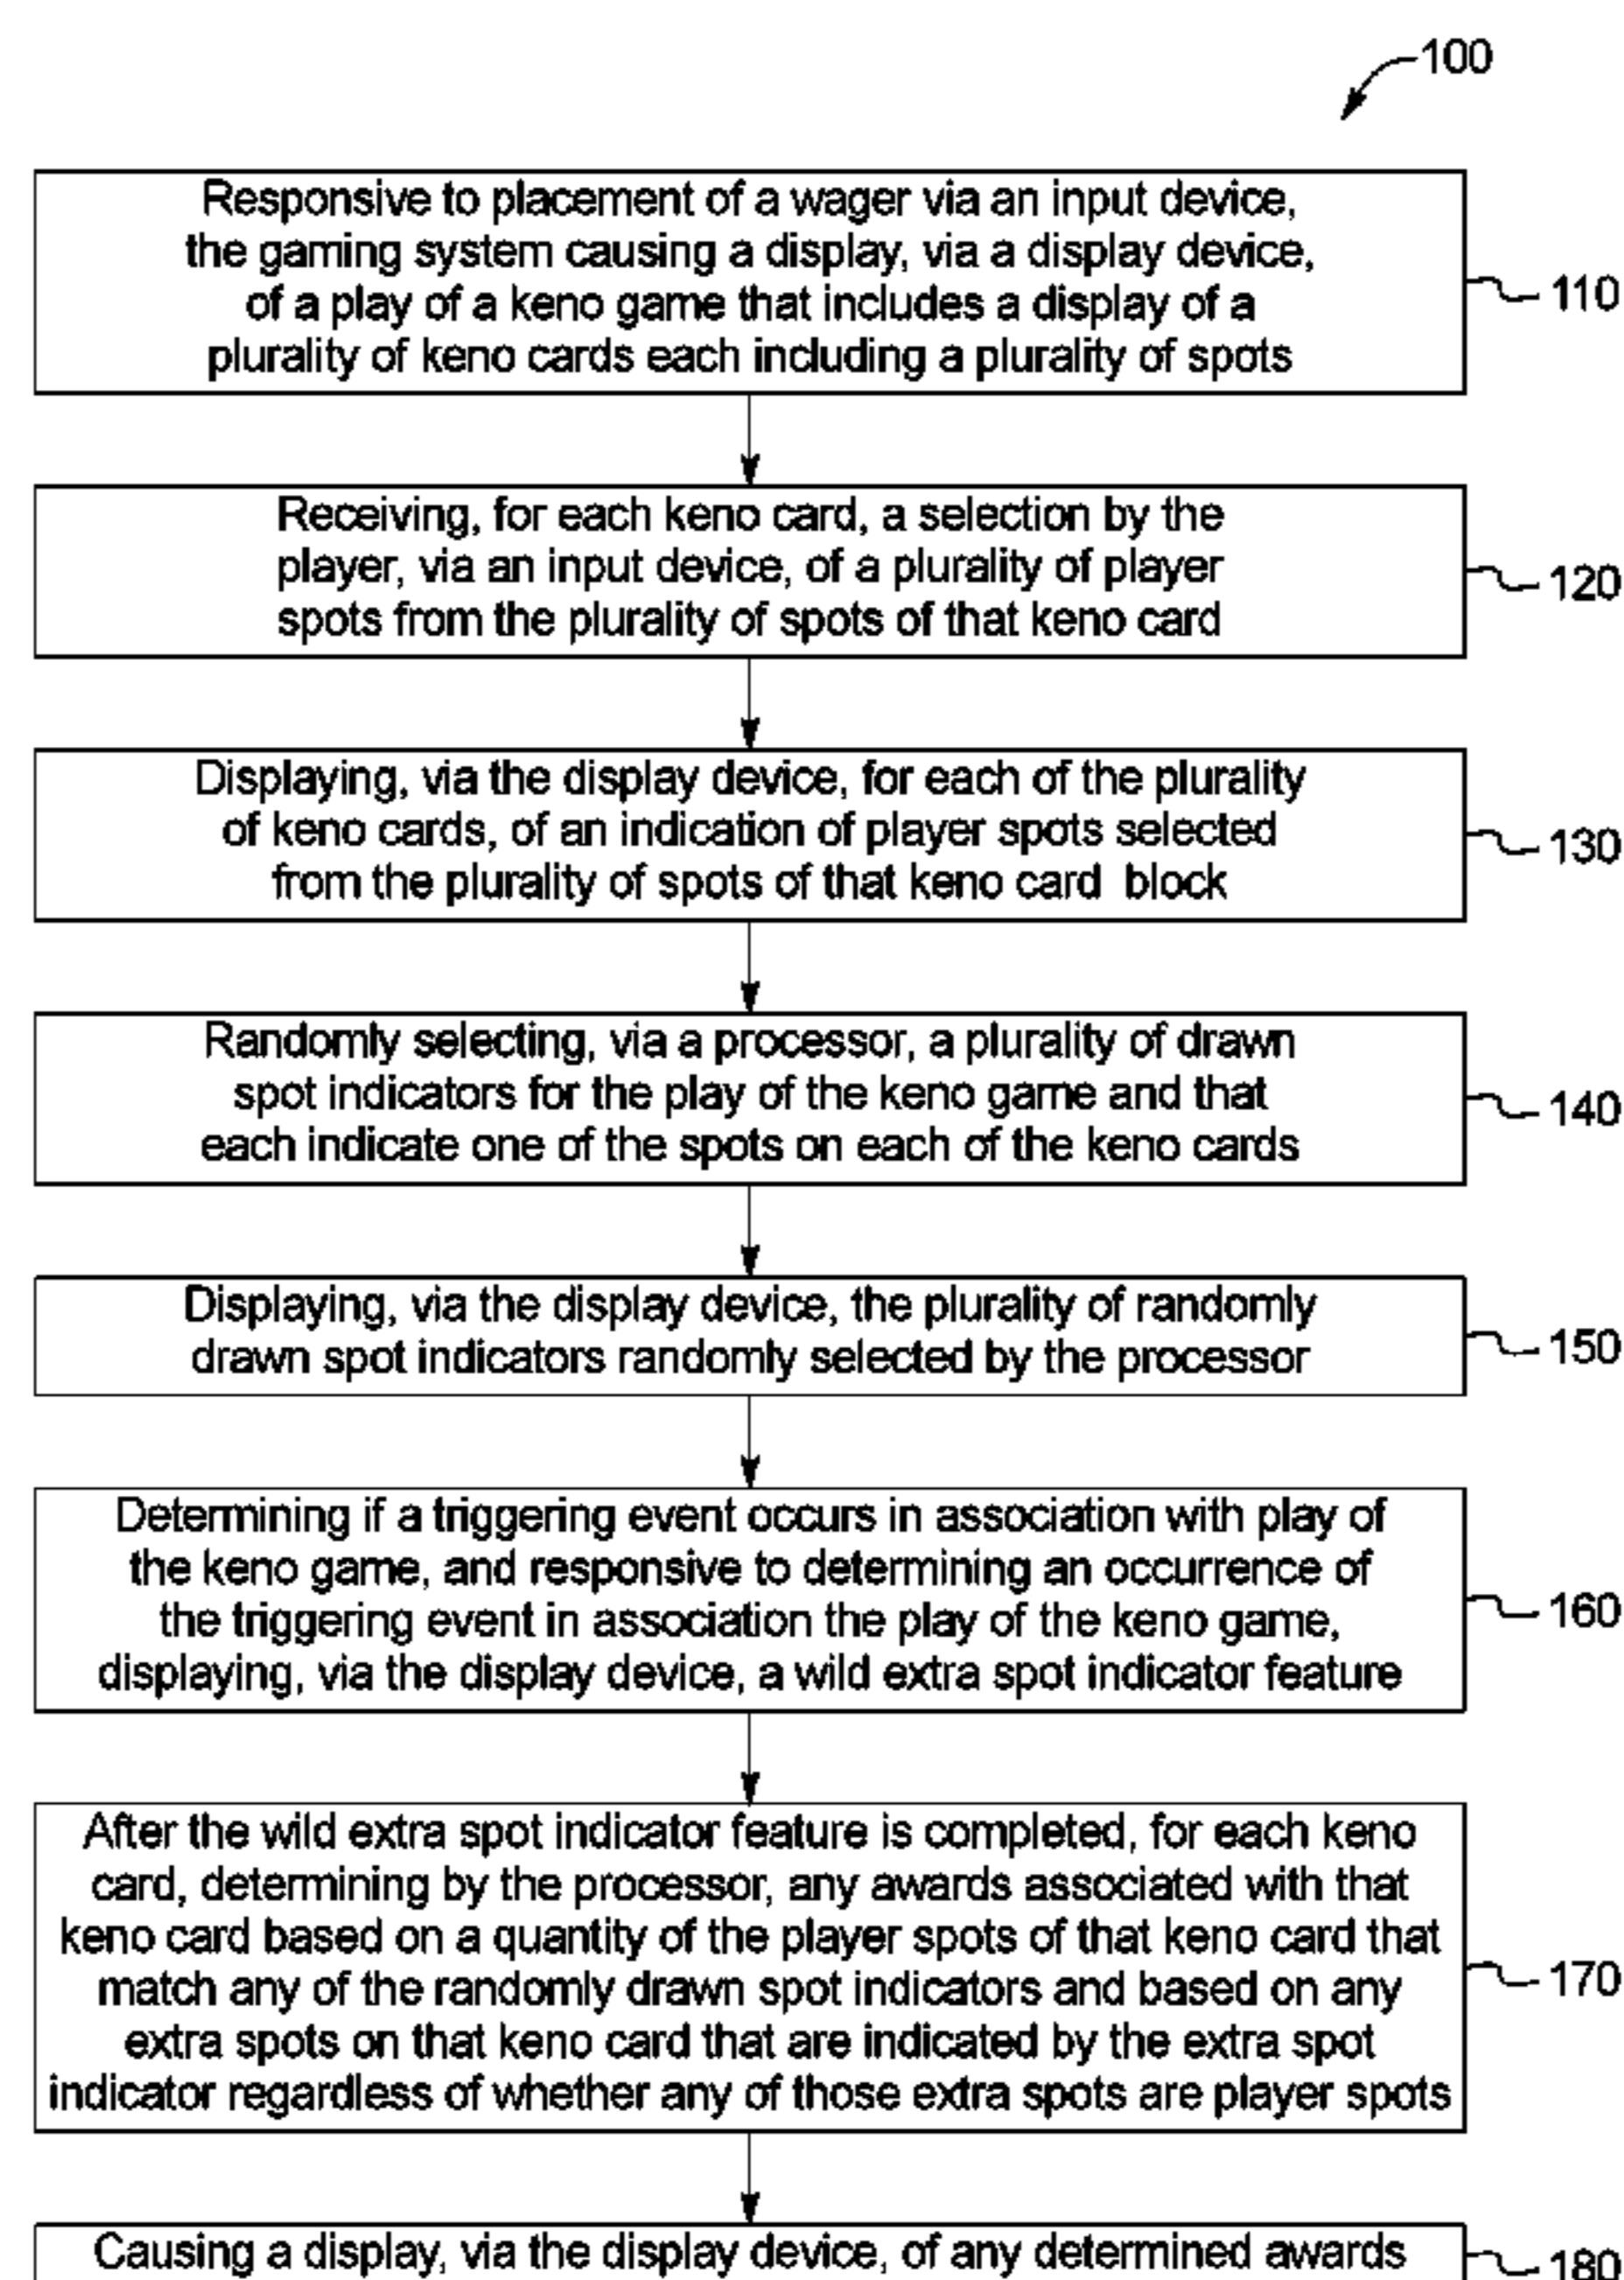 100
Responsive to placement of a wager via an input device,
the gaming system causing a display, via a display device,
of a play of a keno game that includes a display of a
plurality of keno cards each including a plurality of spots
110
Receiving, for each keno card, a selection by the
player, via an input device, of a plurality of player
spots from the plurality of spots of that keno card
120
Displaying, via the display device, for each of the plurality
of keno cards, of an indication of player spots selected
from the plurality of spots of that keno card block
130
Randomly selecting, via a processor, a plurality of drawn
spot indicators for the play of the keno game and that
each indicate one of the spots on each of the keno cards
140
Displaying, via the display device, the plurality of randomly
drawn spot indicators randomly selected by the processor
150
Determining if a triggering event occurs in association with play of
the keno game, and responsive to determining an occurrence of
the triggering event in association the play of the keno game,
displaying, via the display device, a wild extra spot indicator feature
160
After the wild extra spot indicator feature is completed, for each keno
card, determining by the processor, any awards associated with that
keno card based on a quantity of the player spots of that keno card that
match any of the randomly drawn spot indicators and based on any
extra spots on that keno card that are indicated by the extra spot
indicator regardless of whether any of those extra spots are player spots
170
Causing a display, via the display device, of any determined awards
180